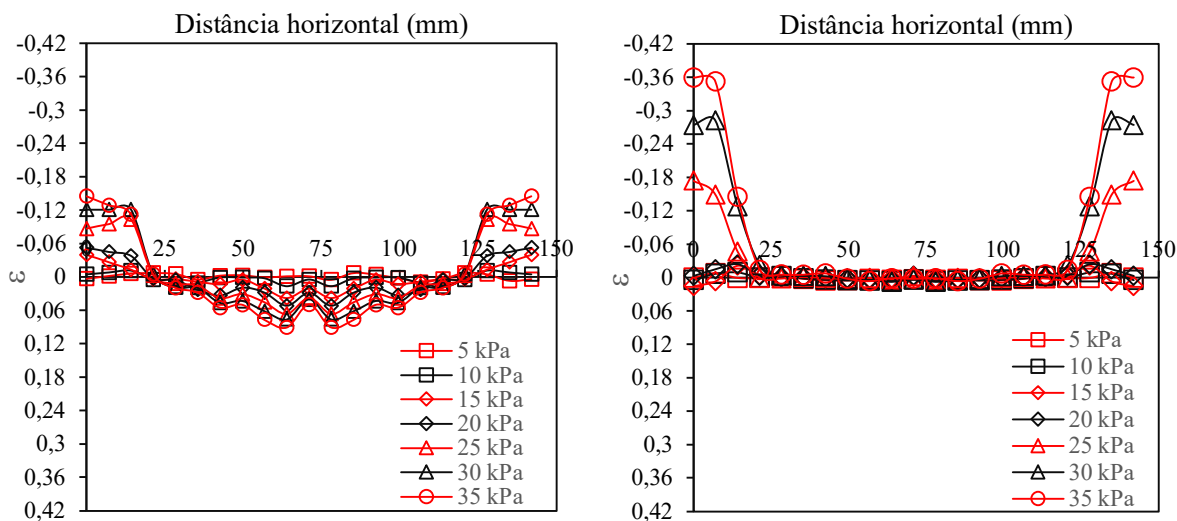 Distância horizontal (mm)
-0,42
-0,36
-0,3
-0,24
-0,18
-0,12
-0,06
0
0,06
0,12
0,18
0,24
0,3
0,36
0,42
ε
0 25 50 75 100 125 150
5 kPa
10 kPa
15 kPa
20 kPa
25 kPa
30 kPa
35 kPa
Distância horizontal (mm)
-0,42
-0,36
-0,3
-0,24
-0,18
-0,12
-0,06
0
0,06
0,12
0,18
0,24
0,3
0,36
0,42
ε
0 25 50 75 100 125 150
5 kPa
10 kPa
15 kPa
20 kPa
25 kPa
30 kPa
35 kPa